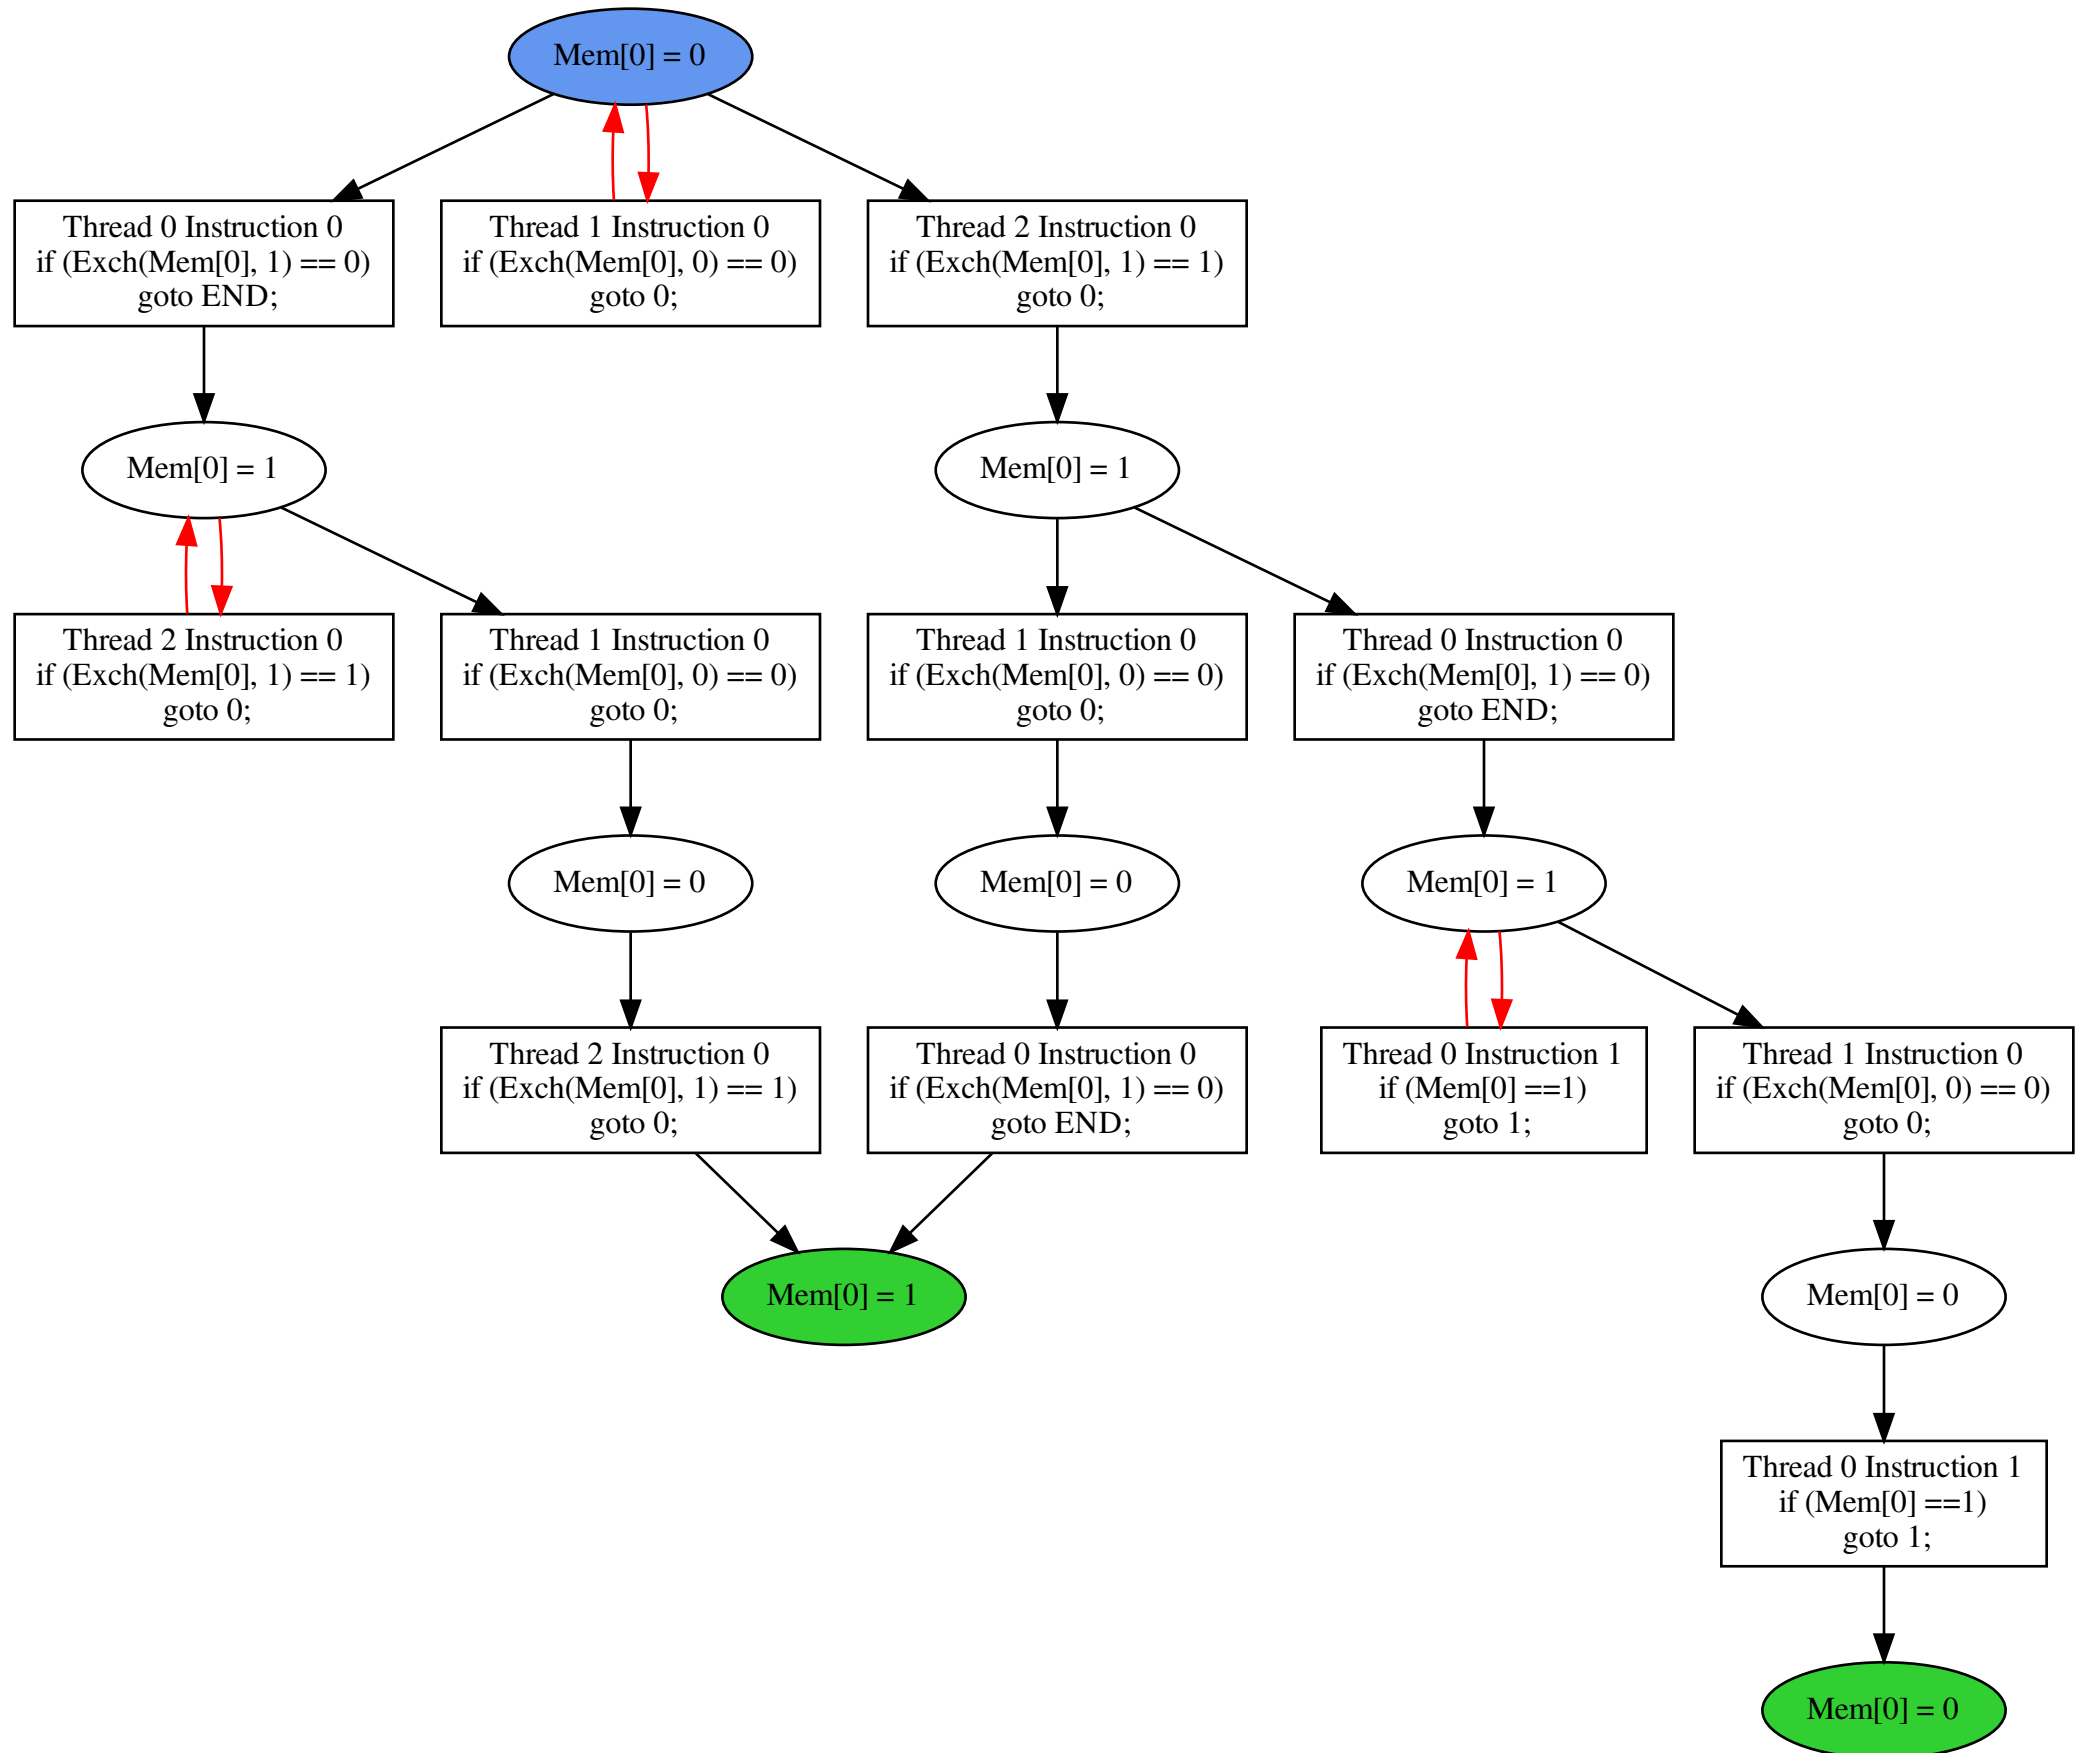 Mem[0] = 0
Thread 0 Instruction 0
if (Exch(Mem[0], 1) == 0)
goto END;
Thread 1 Instruction 0
if (Exch(Mem[0], 0) == 0)
goto 0;
Thread 2 Instruction 0
if (Exch(Mem[0], 1) == 1)
goto 0;
Mem[0] = 1
Mem[0] = 1
Thread 2 Instruction 0
if (Exch(Mem[0], 1) == 1)
goto 0;
Thread 1 Instruction 0
if (Exch(Mem[0], 0) == 0)
goto 0;
Thread 1 Instruction 0
if (Exch(Mem[0], 0) == 0)
goto 0;
Thread 0 Instruction 0
if (Exch(Mem[0], 1) == 0)
goto END;
Mem[0] = 0
Mem[0] = 0
Mem[0] = 1
Thread 2 Instruction 0
if (Exch(Mem[0], 1) == 1)
goto 0;
Thread 0 Instruction 0
if (Exch(Mem[0], 1) == 0)
goto END;
Thread 0 Instruction 1
if (Mem[0] ==1)
goto 1;
Thread 1 Instruction 0
if (Exch(Mem[0], 0) == 0)
goto 0;
Mem[0] = 1
Mem[0] = 0
Thread 0 Instruction 1
if (Mem[0] ==1)
goto 1;
Mem[0] = 0